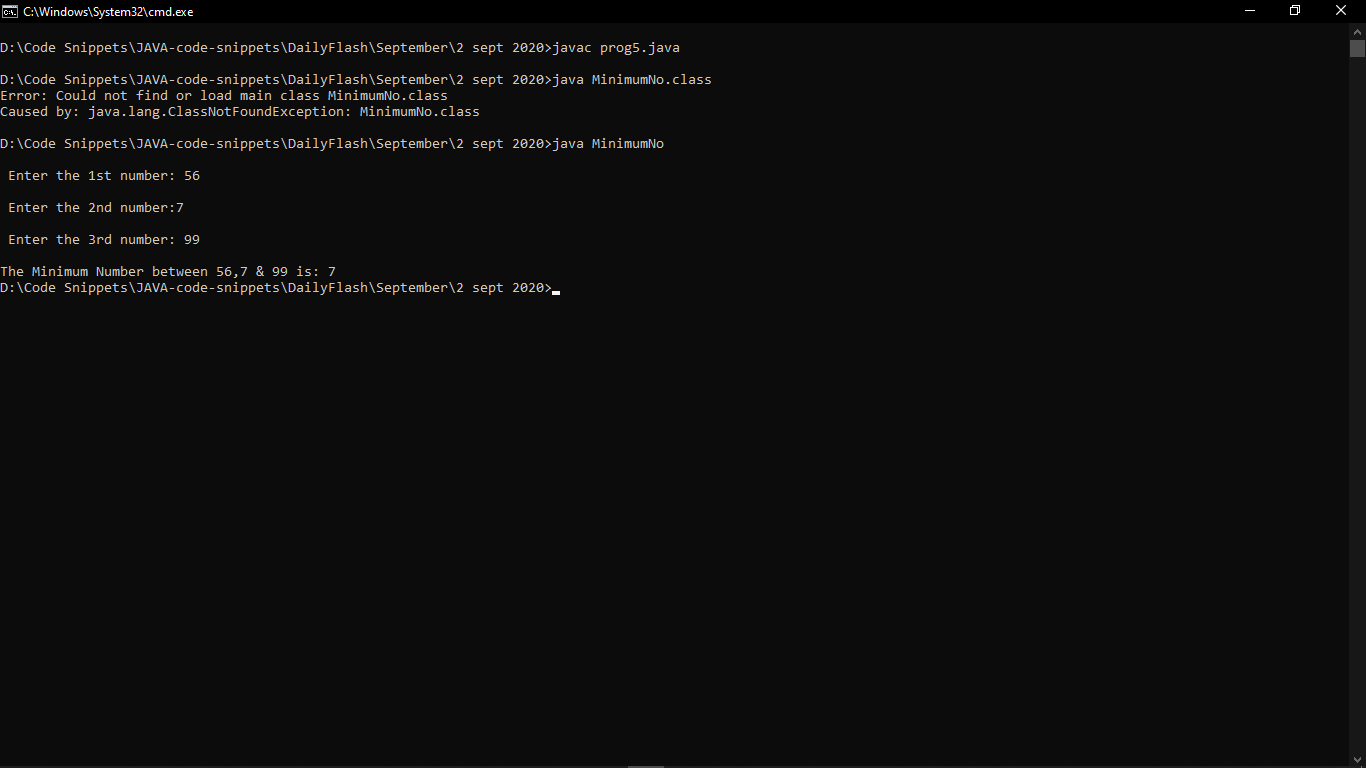 C:\Windows\System32\cmd.exe
D:\Code Snippets\JAVA-code-snippets\DailyFlash\September\2 sept 2020>javac prog5.java
D:\Code Snippets\JAVA-code-snippets\DailyFlash\September\2 sept 2020>java MinimumNo.class
Error: Could not find or load main class MinimumNo.class
Caused by: java.lang.ClassNotFoundException: MinimumNo.class
D:\Code Snippets\JAVA-code-snippets\DailyFlash\September\2 sept 2020>java MinimumNo
Enter the 1st number: 56
Enter the 2nd number:7
Enter the 3rd number: 99
The Minimum Number between 56,7 & 99 is: 7
D:\Code Snippets\JAVA-code-snippets\DailyFlash\September\2 sept 2020>